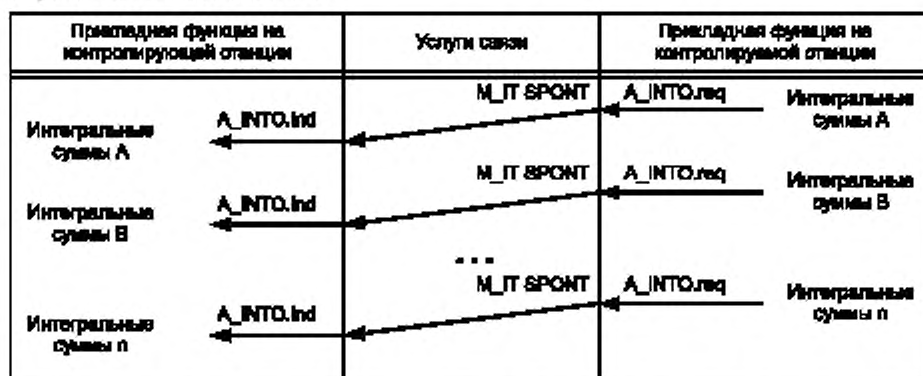 Прикладная функция на
контролирующей станции
Услуги связи
Прикладная функция на
контролируемой станции
M_IT SPONT
A_INTO.req
Интегральные
суммы A
A_INTO.ind
Интегральные
суммы A
M_IT SPONT
A_INTO.req
Интегральные
суммы B
A_INTO.ind
Интегральные
суммы B
...
M_IT SPONT
A_INTO.req
Интегральные
суммы n
A_INTO.ind
Интегральные
суммы n